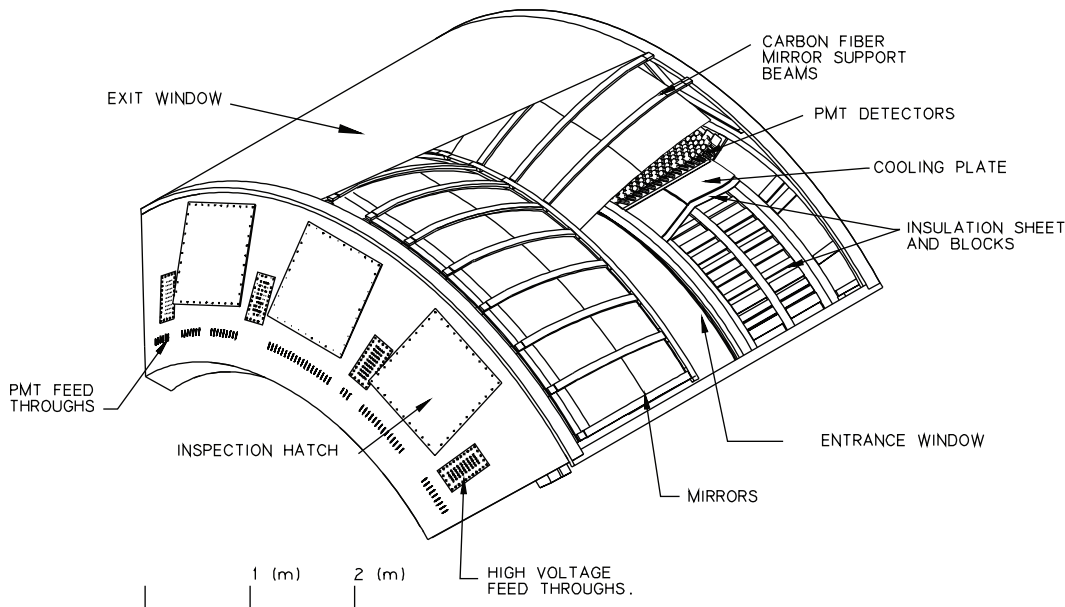 CARBON FIBER
MIRROR SUPPORT
BEAMS
EXIT WINDOW
PMT DETECTORS
COOLING PLATE
INSULATION SHEET
AND BLOCKS
PMT FEED
THROUGHS
INSPECTION HATCH
ENTRANCE WINDOW
MIRRORS
1 (m)
2 (m)
HIGH VOLTAGE
FEED THROUGHS.